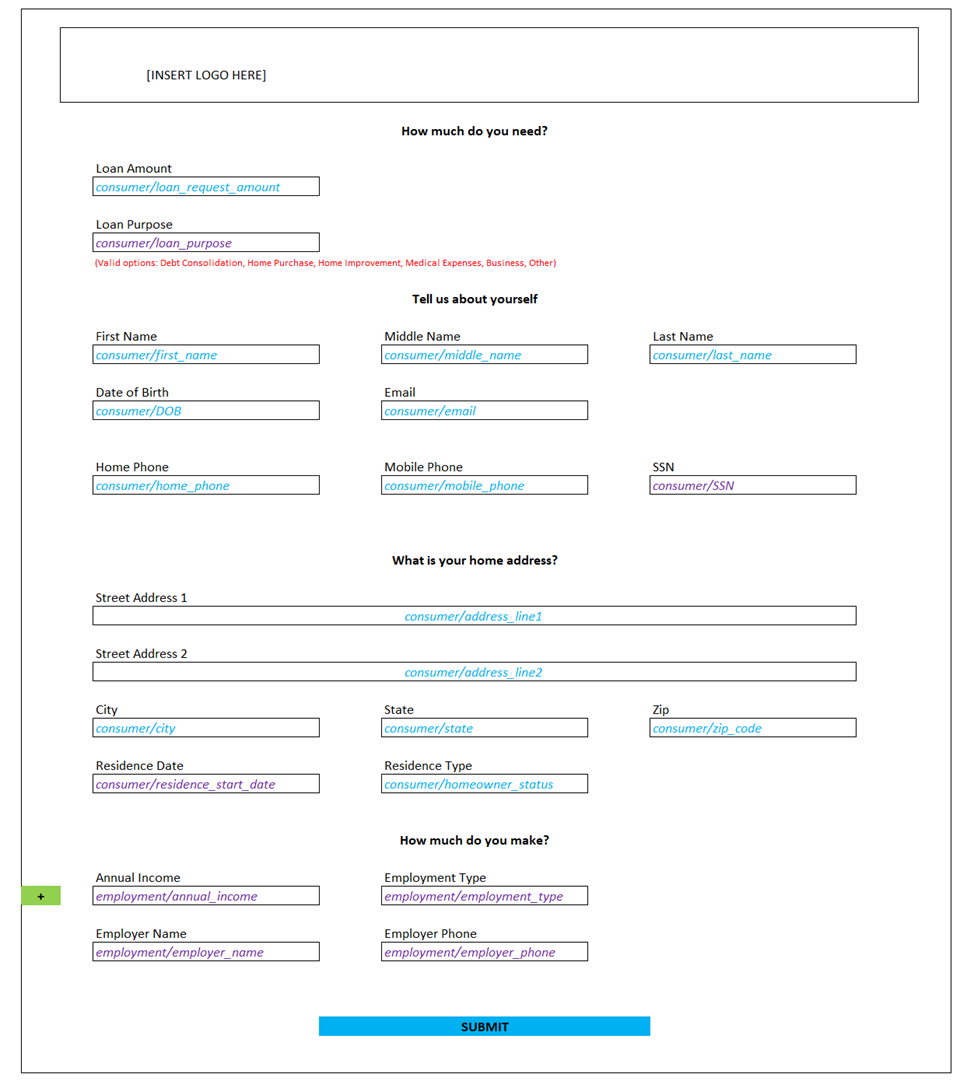 [INSERT LOGO HERE]
How much do you need?
Loan Amount
consumer/loan_request_amount
Loan Purpose
consumer/loan_purpose
(Valid options: Debt Consolidation, Home Purchase, Home Improvement, Medical Expenses, Business, Other)
Tell us about yourself
First Name Middle Name Last Name
consumer/first_name consumer/middle_name consumer/last_name
Date of Birth Email
consumer/DOB consumer/email
Home Phone Mobile Phone SSN
consumer/home_phone consumer/mobile_phone consumer/SSN
What is your home address?
Street Address 1
consumer/address_line1
Street Address 2
consumer/address_line2
City State Zip
consumer/city consumer/state consumer/zip_code
Residence Date Residence Type
consumer/residence_start_date consumer/homeowner_status
How much do you make?
Annual Income Employment Type
+ employment/annual_income employment/employment_type
Employer Name Employer Phone
employment/employer_name employment/employer_phone
SUBMIT